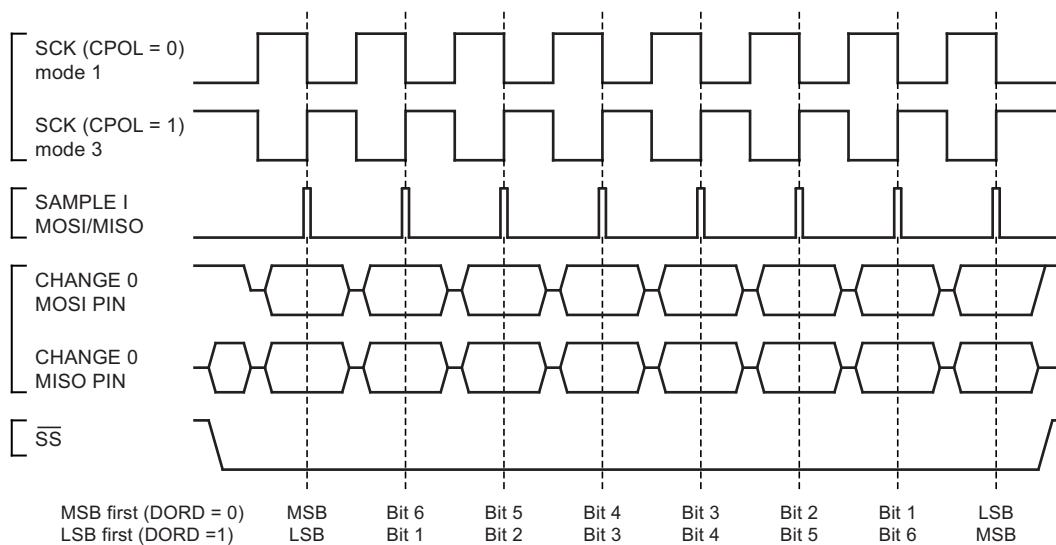 SCK (CPOL = 0)
mode 1
SCK (CPOL = 1)
mode 3
SAMPLE I
MOSI/MISO
CHANGE 0
MOSI PIN
CHANGE 0
MISO PIN
SS
MSB first (DORD = 0) MSB Bit 6 Bit 5 Bit 4 Bit 3 Bit 2 Bit 1 LSB
LSB first (DORD =1) LSB Bit 1 Bit 2 Bit 3 Bit 4 Bit 5 Bit 6 MSB